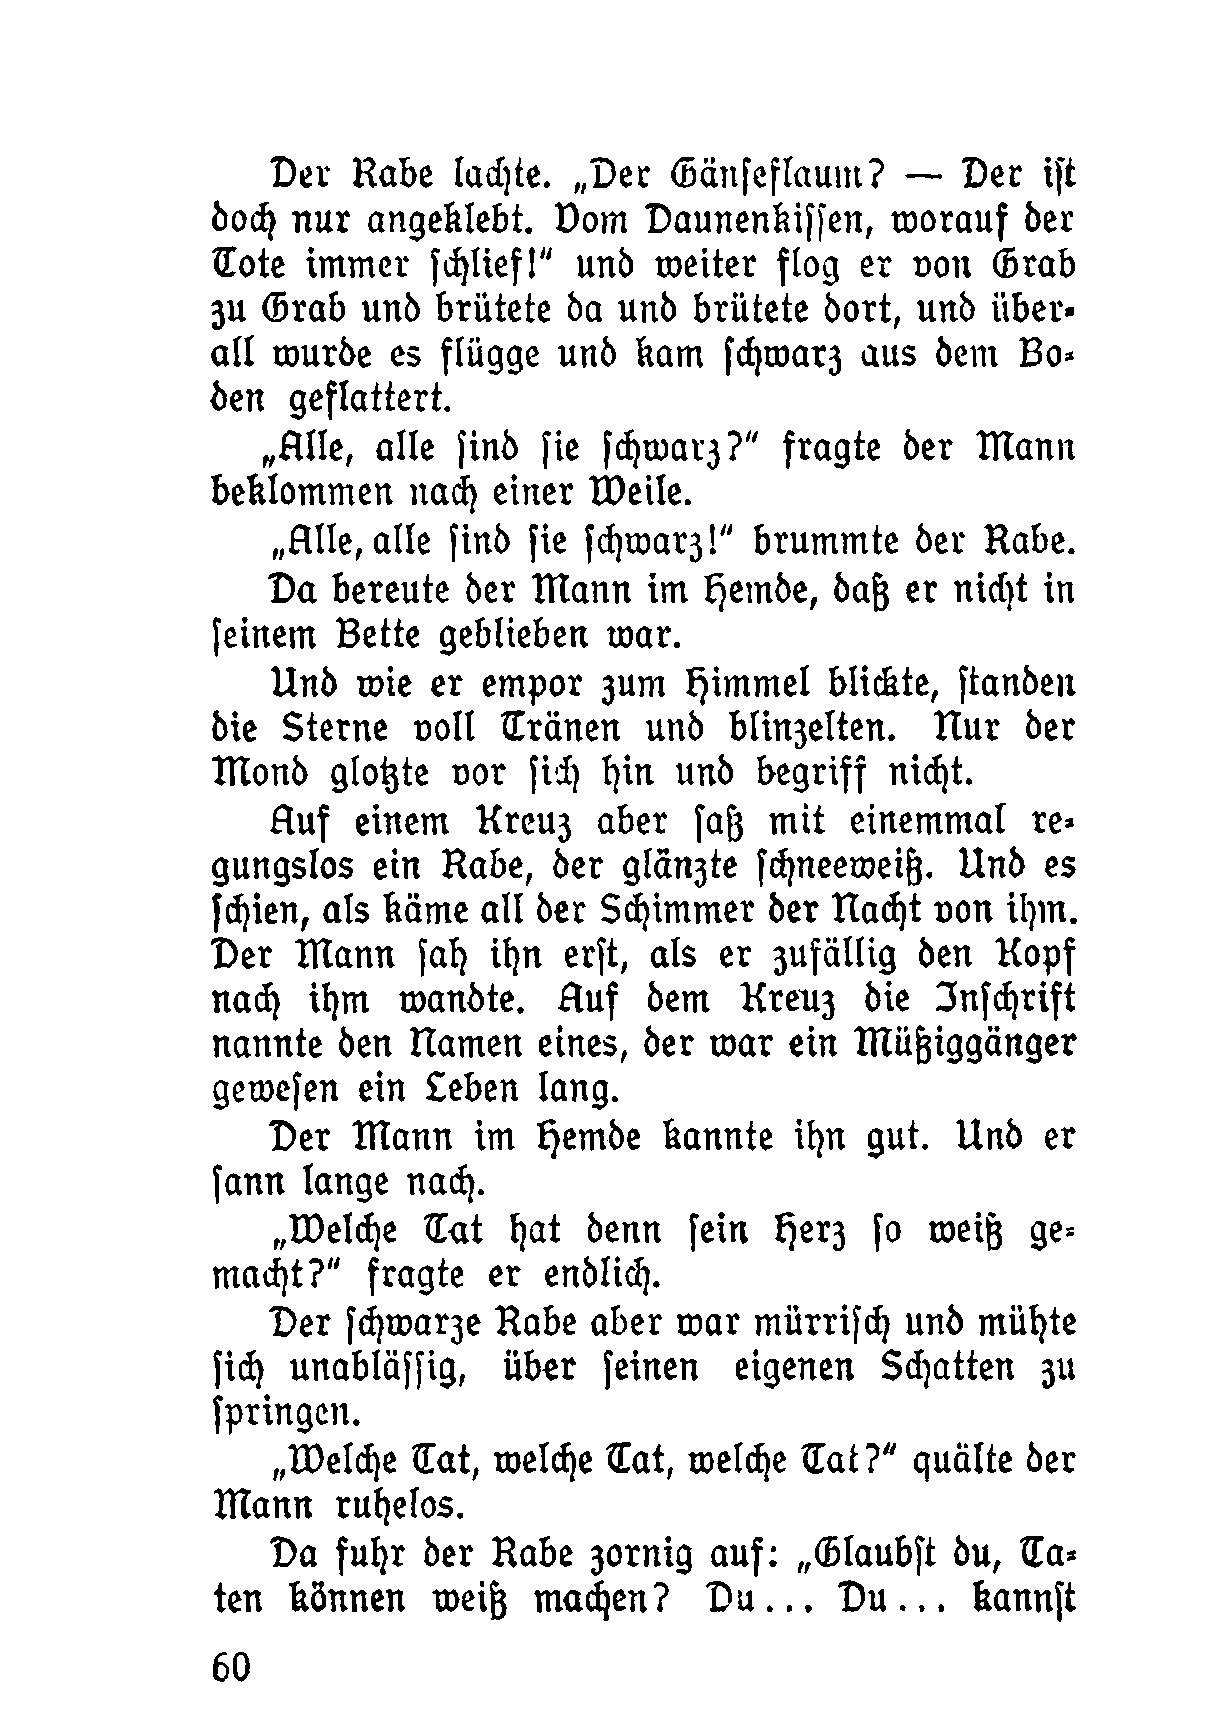 Der Rabe lachte. „Der Gänſeflaum? — Der iſt
doch nur angeklebt. Vom Daunenkiſſen, worauf der
Tote immer ſchlief!“ und weiter flog er von Grab
zu Grab und brütete da und brütete dort, und über-
all wurde es flügge und kam ſchwarz aus dem Bo-
den geflattert.
„Alle, alle ſind ſie ſchwarz?“ fragte der Mann
beklommen nach einer Weile.
„Alle, alle ſind ſie ſchwarz!“ brummte der Rabe.
Da bereute der Mann im Hemde, daß er nicht in
ſeinem Bette geblieben war.
Und wie er empor zum Himmel blickte, ſtanden
die Sterne voll Tränen und blinzelten. Nur der
Mond glotzte vor ſich hin und begriff nicht.
Auf einem Kreuz aber ſaß mit einemmal re-
gungslos ein Rabe, der glänzte ſchneeweiß. Und es
ſchien, als käme all der Schimmer der Nacht von ihm.
Der Mann ſah ihn erſt, als er zufällig den Kopf
nach ihm wandte. Auf dem Kreuz die Inſchrift
nannte den Namen eines, der war ein Müßiggänger
geweſen ein Leben lang.
Der Mann im Hemde kannte ihn gut. Und er
ſann lange nach.
„Welche Tat hat denn ſein Herz ſo weiß ge-
macht?“ fragte er endlich.
Der ſchwarze Rabe aber war mürriſch und mühte
ſich unabläſſig, über ſeinen eigenen Schatten zu
ſpringen.
„Welche Tat, welche Tat, welche Tat?“ quälte der
Mann ruhelos.
Da fuhr der Rabe zornig auf: „Glaubſt du, Ta-
ten können weiß machen? Du... Du... kannſt
60